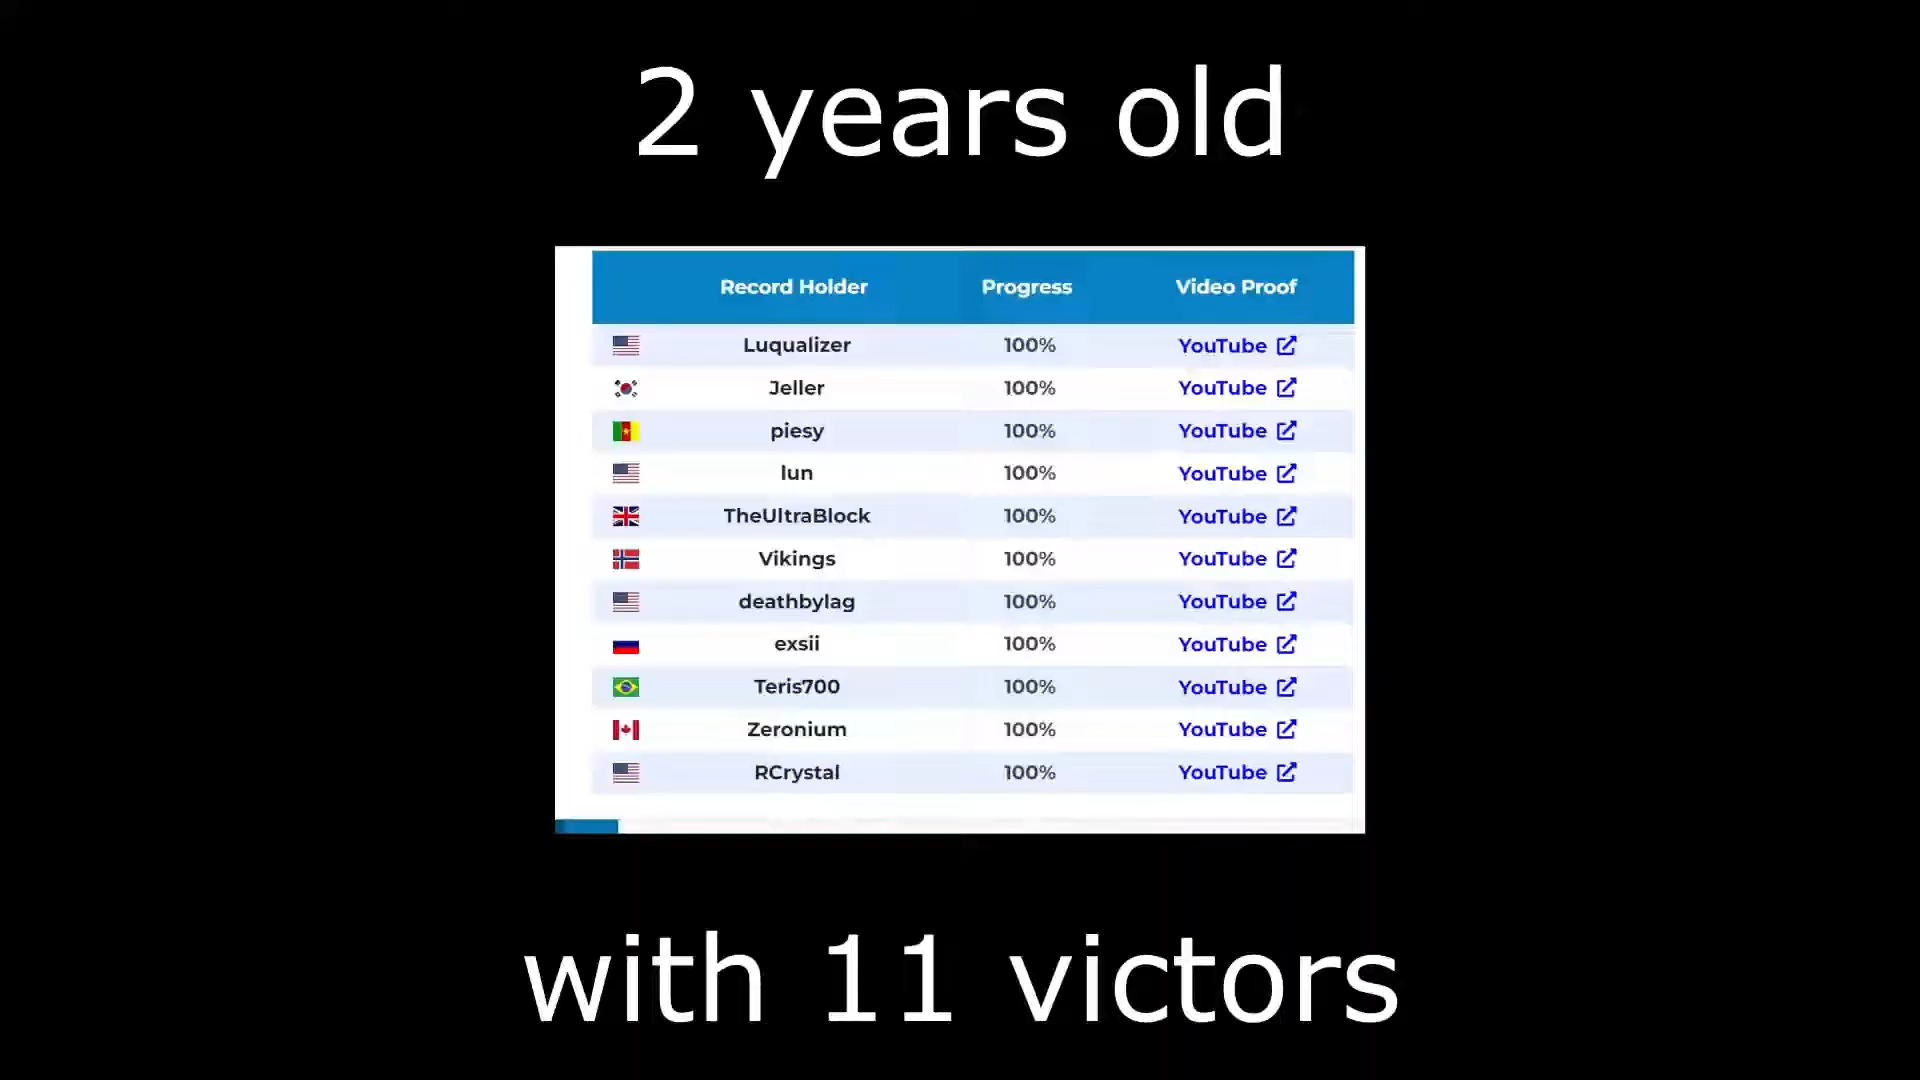 2 years old
Record Holder Progress Video Proof
Luqualizer 100% YouTube
Jeller 100% YouTube
piesy 100% YouTube
lun 100% YouTube
TheUltraBlock 100% YouTube
Vikings 100% YouTube
deathbylag 100% YouTube
exsii 100% YouTube
Teris700 100% YouTube
Zeronium 100% YouTube
RCrystal 100% YouTube
with 11 victors